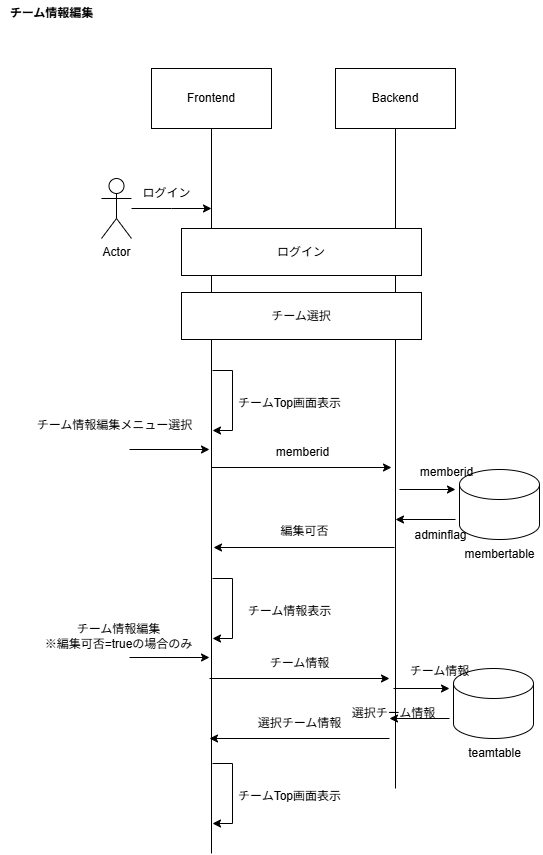 チーム情報編集
Frontend
Backend
ログイン
Actor
ログイン
チーム選択
チームTop画面表示
チーム情報編集メニュー選択
memberid
memberid
adminflag
membertable
編集可否
チーム情報表示
チーム情報編集
※編集可否=trueの場合のみ
チーム情報
チーム情報
選択チーム情報
選択チーム情報
teamtable
チームTop画面表示